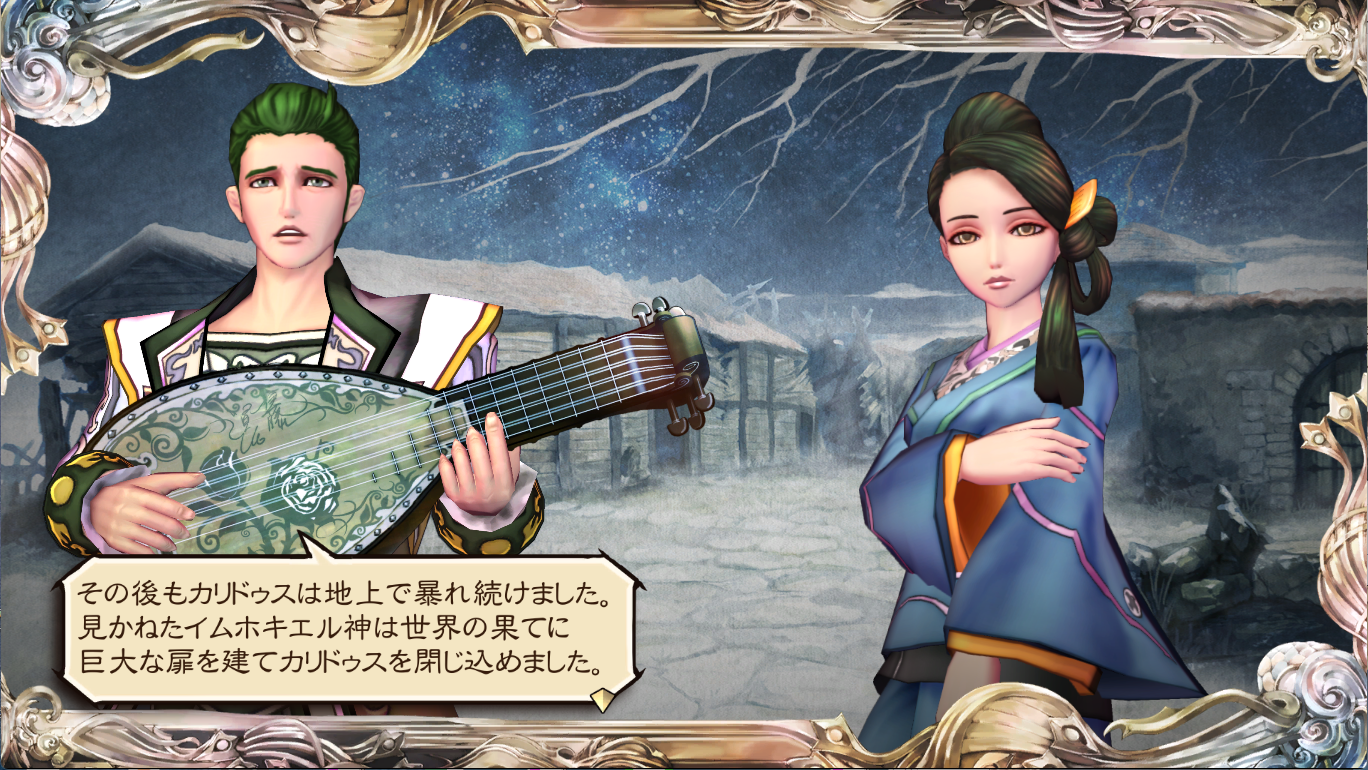 その後もカリドゥスは地上で暴れ続けました。
見かねたイムホキエル神は世界の果てに
巨大な扉を建てカリドゥスを閉じ込めました。